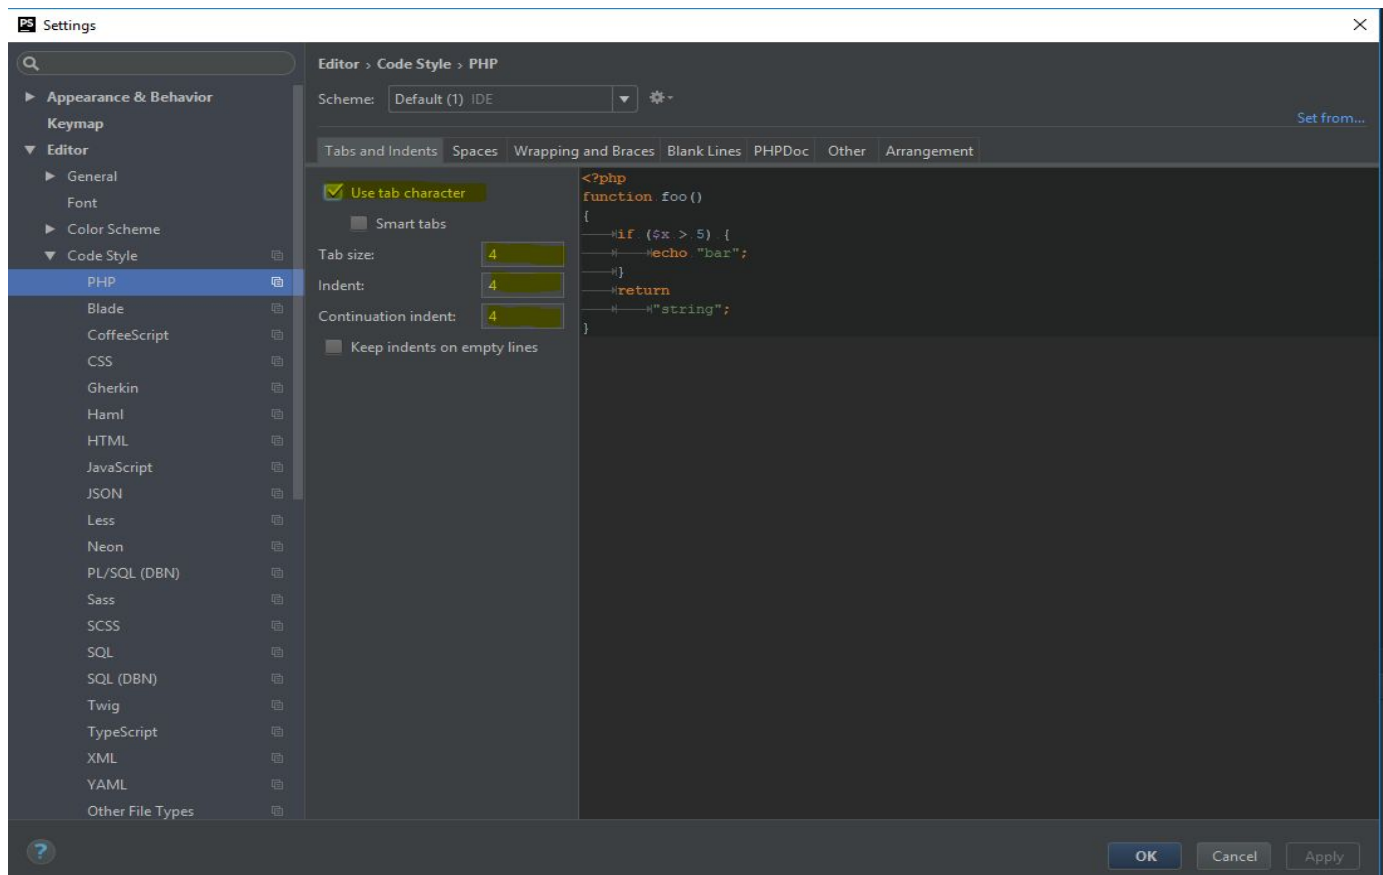 PS Settings
Editor › Code Style › PHP
Scheme: Default (1) IDE
Set from...
Appearance & Behavior
Keymap
Editor
General
Font
Color Scheme
Code Style
PHP
Blade
CoffeeScript
CSS
Gherkin
Haml
HTML
JavaScript
JSON
Less
Neon
PL/SQL (DBN)
Sass
SCSS
SQL
SQL (DBN)
Twig
TypeScript
XML
YAML
Other File Types
Tabs and Indents Spaces Wrapping and Braces Blank Lines PHPDoc Other Arrangement
Use tab character
Smart tabs
Tab size: 4
Indent: 4
Continuation indent: 4
Keep indents on empty lines
<?php
function foo()
{
if ($x > 5) {
echo "bar";
}
return
"string";
}
?
OK Cancel Apply